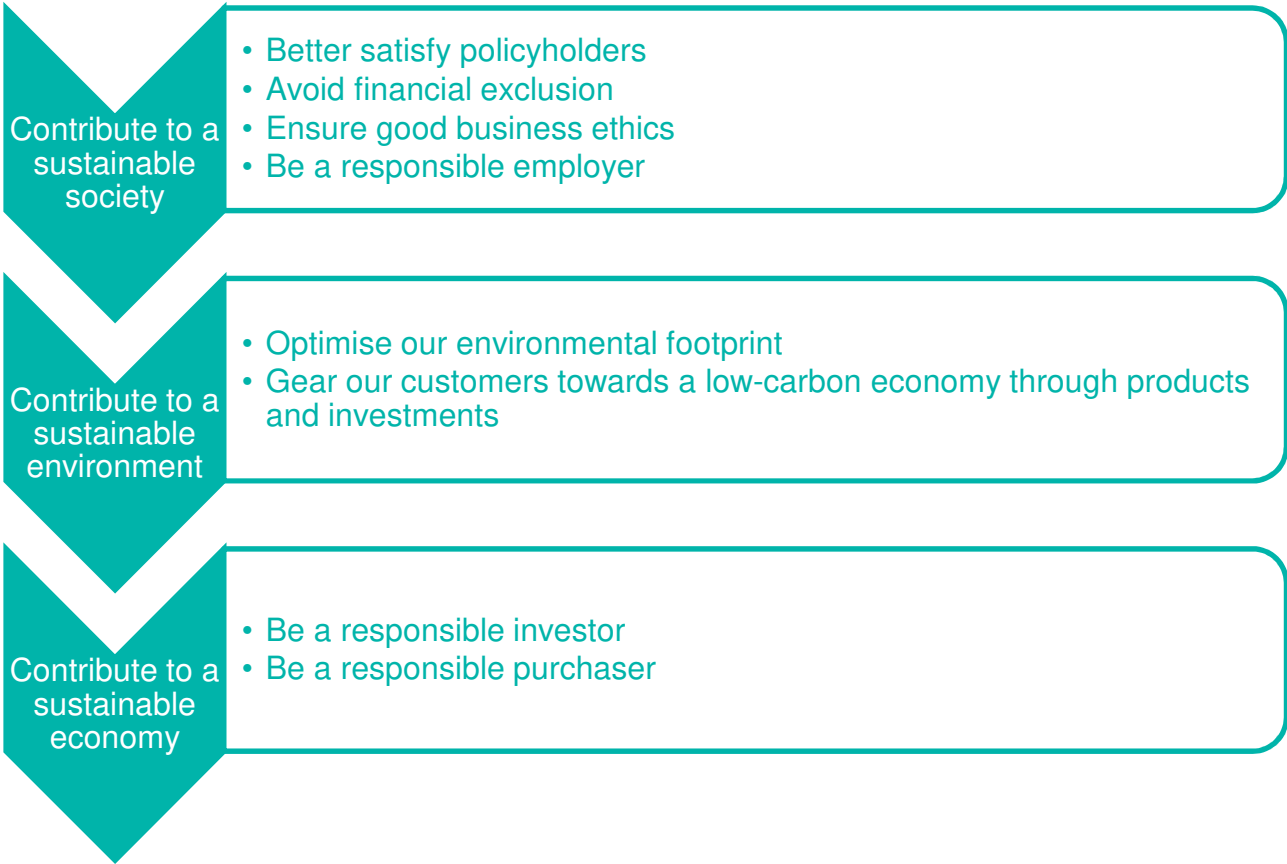 Contribute to a
sustainable
society
• Better satisfy policyholders
• Avoid financial exclusion
• Ensure good business ethics
• Be a responsible employer
Contribute to a
sustainable
environment
• Optimise our environmental footprint
• Gear our customers towards a low-carbon economy through products
and investments
Contribute to a
sustainable
economy
• Be a responsible investor
• Be a responsible purchaser